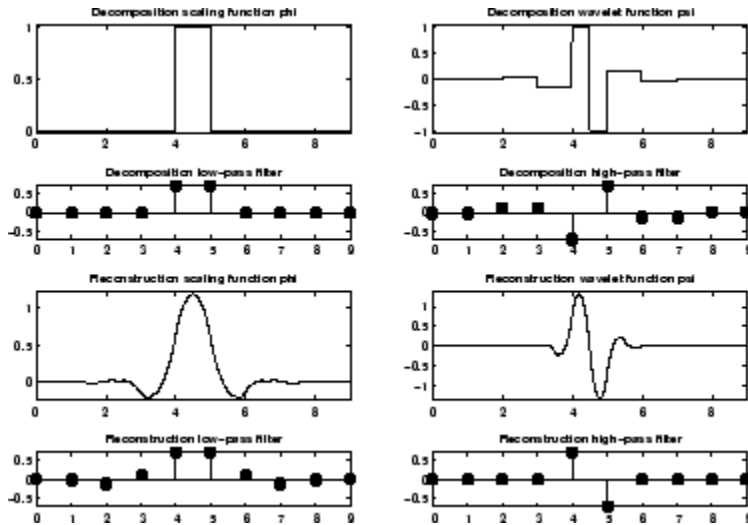 Decomposition scaling function phi
1
0.5
0
0 2 4 6 8
Decomposition wavelet function psi
1
0.5
0
−0.5
−1
0 2 4 6 8
Decomposition low−pass filter
0.5
0
−0.5
0 1 2 3 4 5 6 7 8 9
Decomposition high−pass filter
0.5
0
−0.5
0 1 2 3 4 5 6 7 8 9
Reconstruction scaling function phi
1
0.5
0
0 2 4 6 8
Reconstruction wavelet function psi
1
0.5
0
−0.5
−1
0 2 4 6 8
Reconstruction low−pass filter
0.5
0
−0.5
0 1 2 3 4 5 6 7 8 9
Reconstruction high−pass filter
0.5
0
−0.5
0 1 2 3 4 5 6 7 8 9